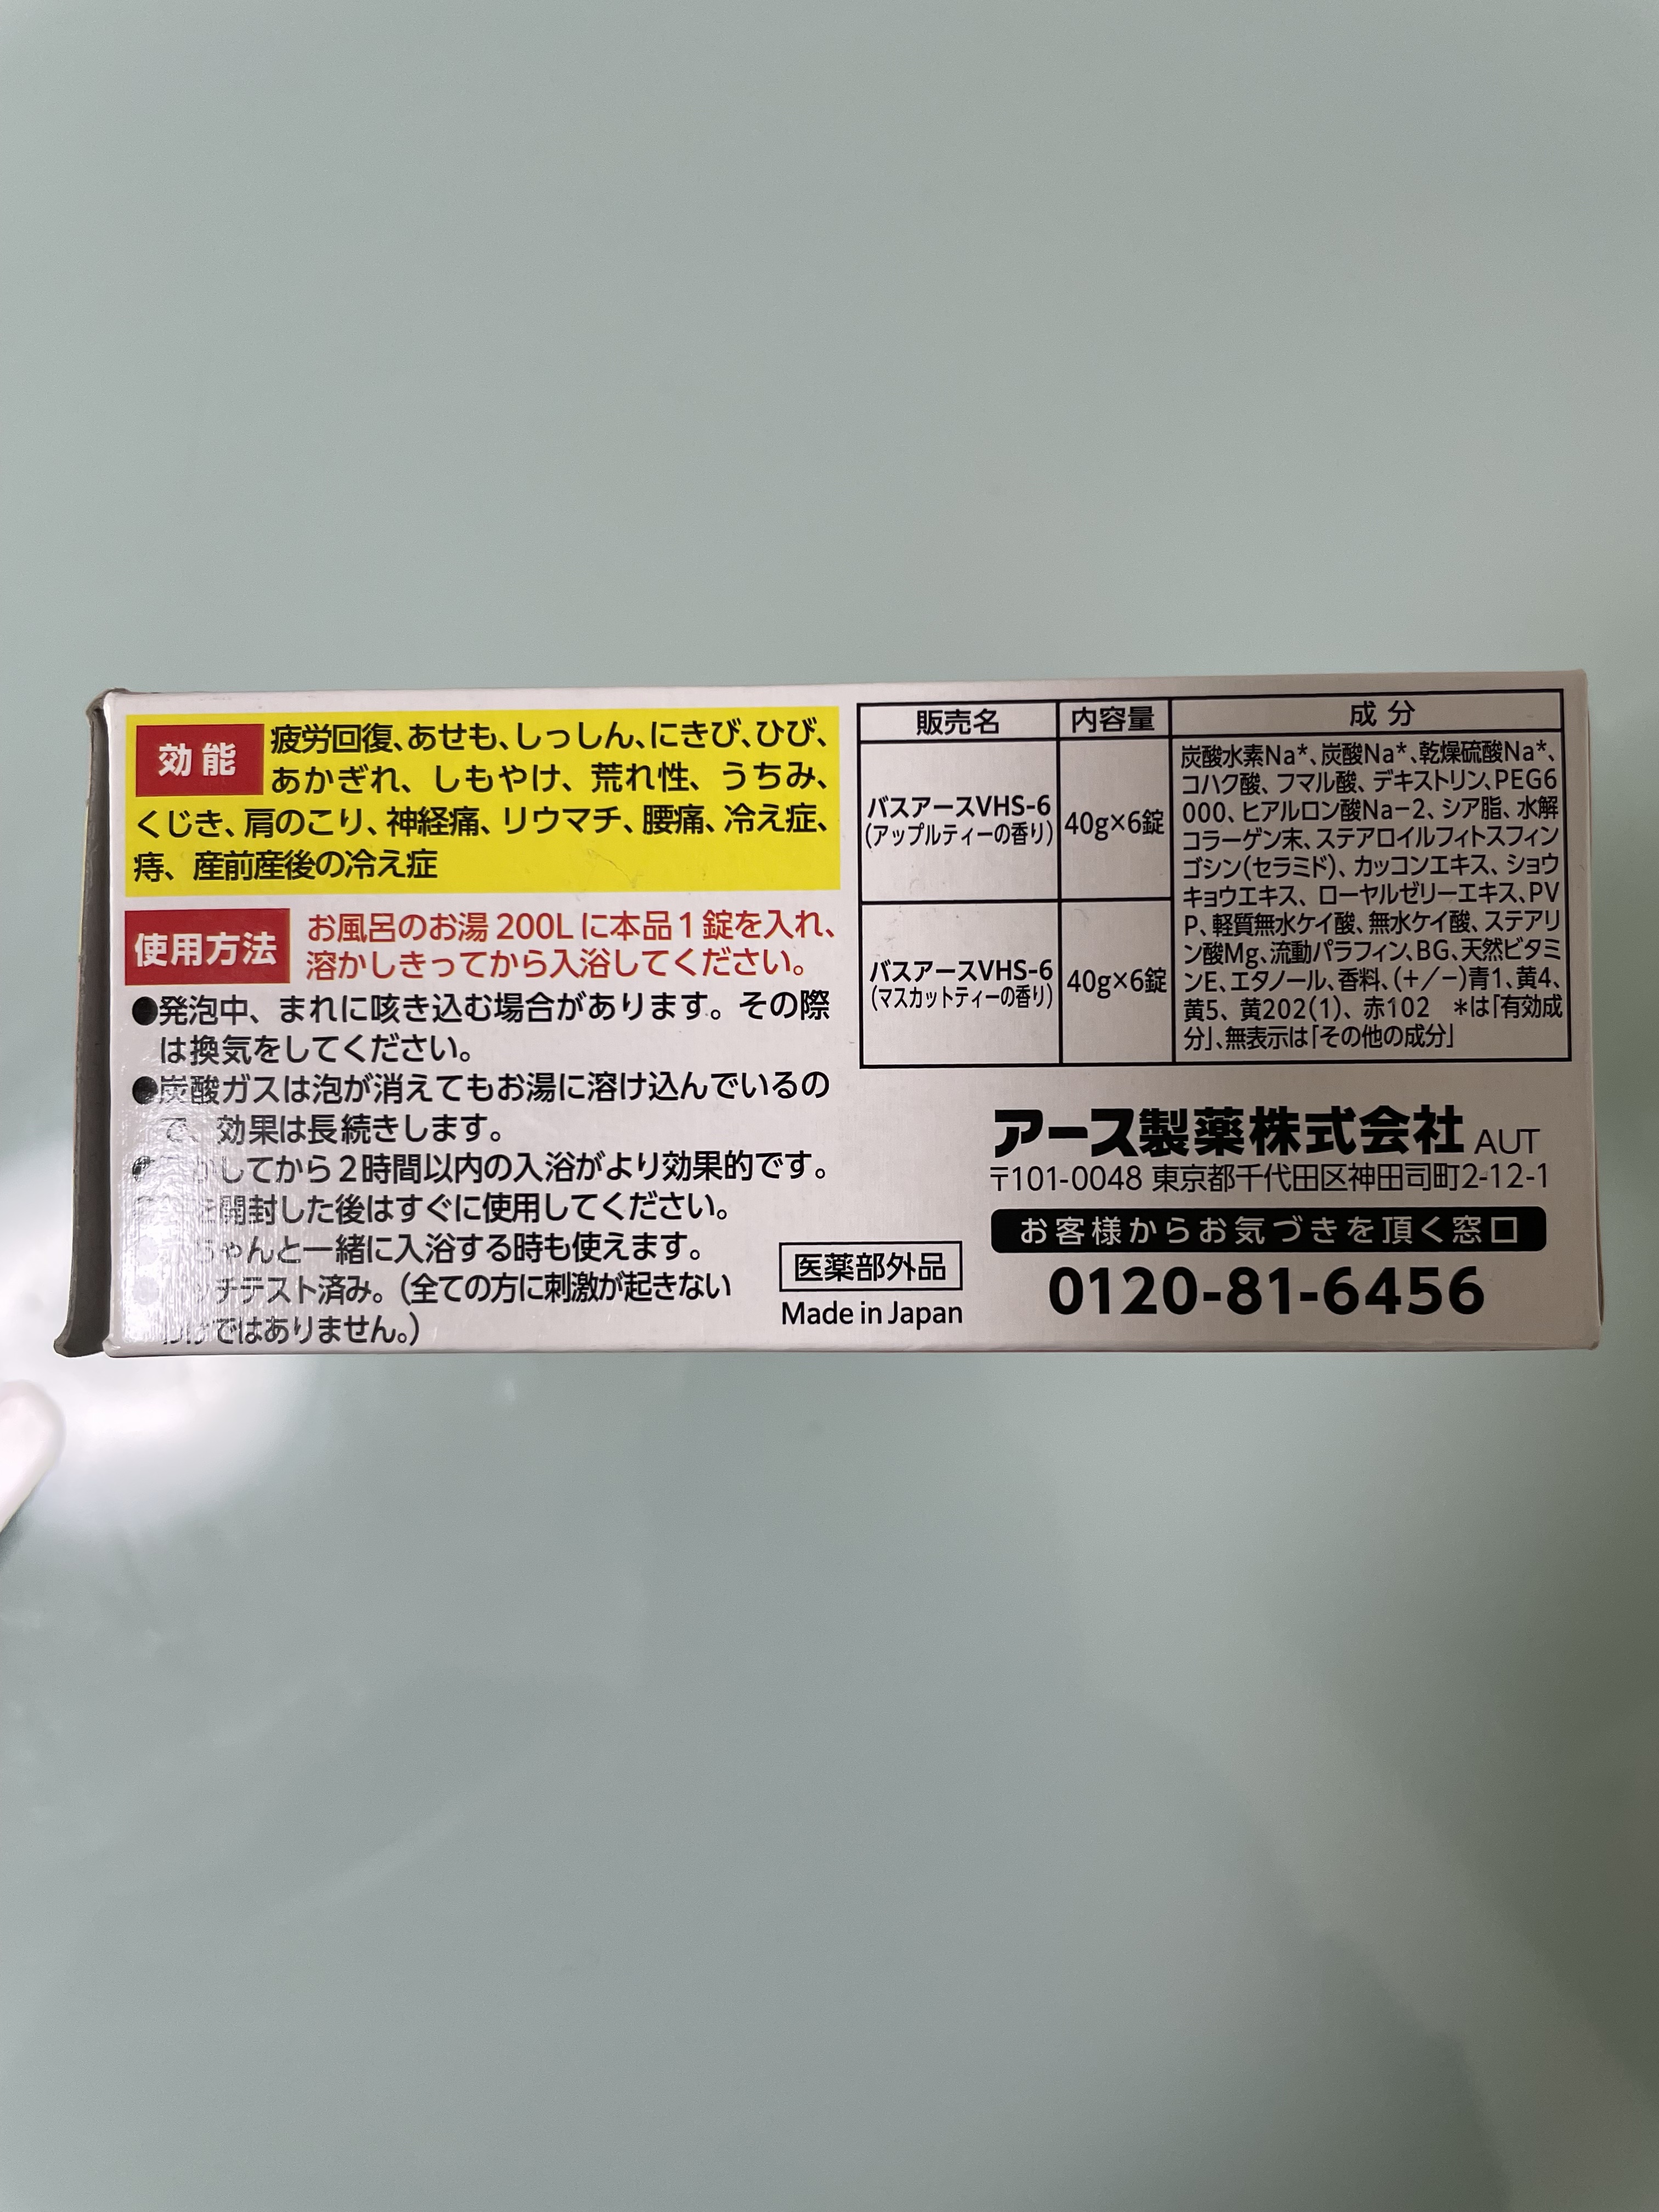 効能
疲労回復、あせも、しっしん、にきび、ひび、
あかぎれ、しもやけ、荒れ性、うちみ、
くじき、肩のこり、神経痛、リウマチ、腰痛、冷え症、
痔、産前産後の冷え症
使用方法
お風呂のお湯200Lに本品1錠を入れ、
溶かしきってから入浴してください。
●発泡中、まれに咳き込む場合があります。その際
は換気をしてください。
●炭酸ガスは泡が消えてもお湯に溶け込んでいるの
で、効果は長続きします。
してから2時間以内の入浴がより効果的です。
開封した後はすぐに使用してください。
ちゃんと一緒に入浴する時も使えます。
ッチテスト済み。(全ての方に刺激が起きない
わけではありません。)
医薬部外品
Made in Japan
販売名 内容量 成分
バスアースVHS-6
(アップルティーの香り)
40g×6錠
バスアースVHS-6
(マスカットティーの香り)
40g×6錠
炭酸水素Na*、炭酸Na*、乾燥硫酸Na*、
コハク酸、フマル酸、デキストリン、PEG6
000、ヒアルロン酸Na−2、シア脂、水解
コラーゲン末、ステアロイルフィトスフィン
ゴシン(セラミド)、カッコンエキス、ショウ
キョウエキス、ローヤルゼリーエキス、PV
P、軽質無水ケイ酸、無水ケイ酸、ステアリ
ン酸Mg、流動パラフィン、BG、天然ビタミ
ンE、エタノール、香料、(+/−)青1、黄4、
黄5、黄202(1)、赤102 *は「有効成
分」、無表示は「その他の成分」
アース製薬株式会社 AUT
〒101-0048 東京都千代田区神田司町2-12-1
お客様からお気づきを頂く窓口
0120-81-6456